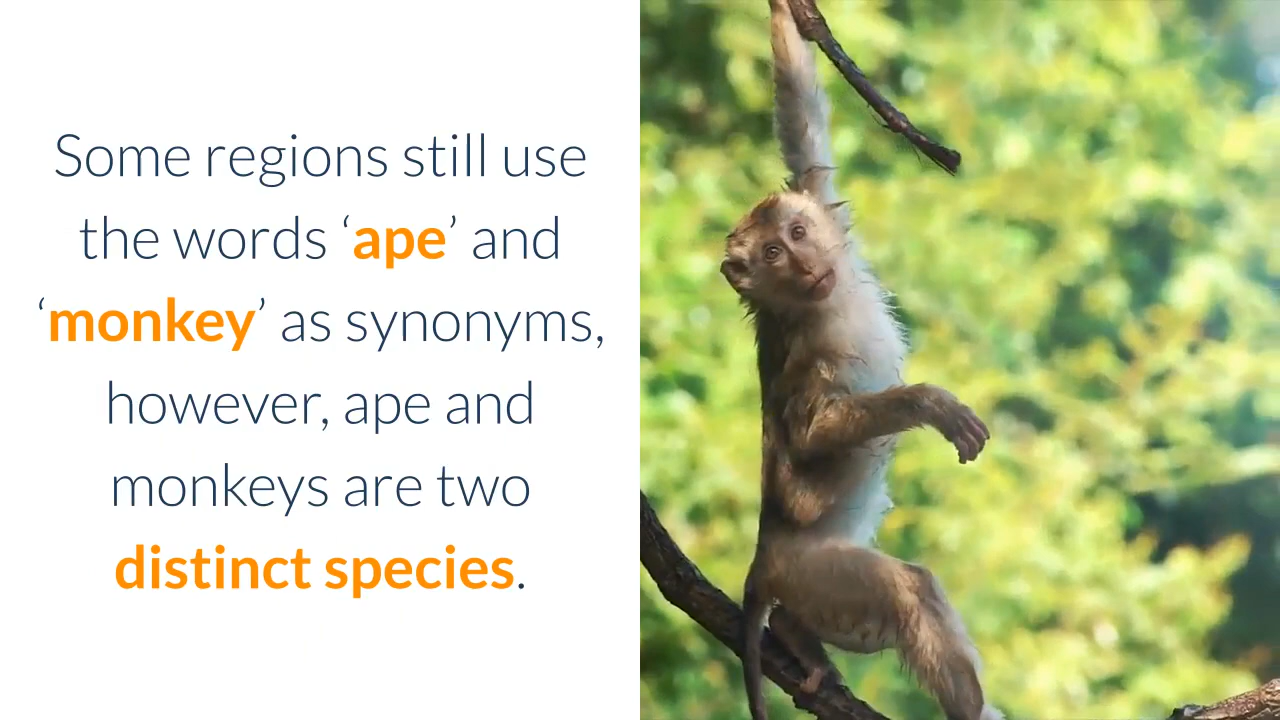 Some regions still use
the words ‘ape’ and
‘monkey’ as synonyms,
however, ape and
monkeys are two
distinct species.